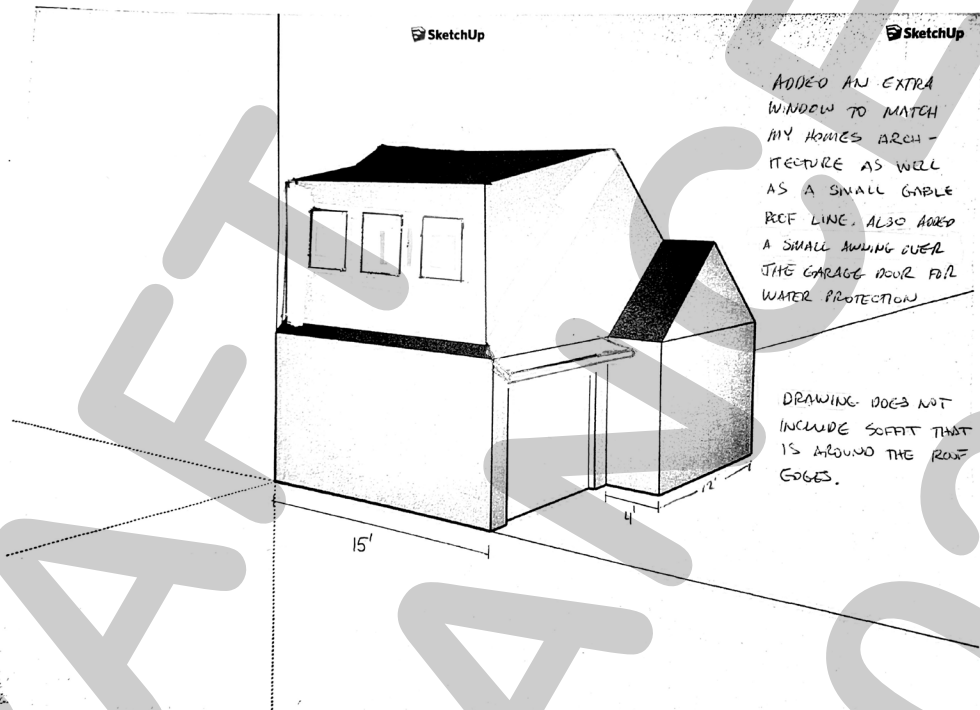 SketchUp
SketchUp
ADDED AN EXTRA
WINDOW TO MATCH
MY HOMES ARCH-
ITECTURE AS WELL
AS A SMALL GABLE
ROOF LINE. ALSO ADDED
A SMALL AWNING OVER
THE GARAGE DOOR FOR
WATER PROTECTION
DRAWING DOES NOT
INCLUDE SOFFIT THAT
IS AROUND THE ROOF
EDGES.
12'
4'
15'